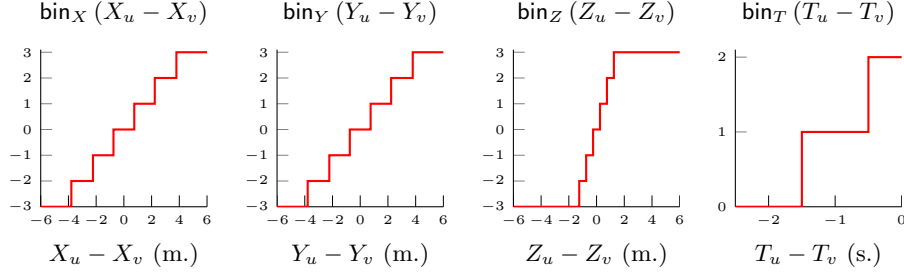 bin_X (X_u − X_v)
3
2
1
0
−1
−2
−3
−6 −4 −2 0 2 4 6
X_u − X_v (m.)
bin_Y (Y_u − Y_v)
3
2
1
0
−1
−2
−3
−6 −4 −2 0 2 4 6
Y_u − Y_v (m.)
bin_Z (Z_u − Z_v)
3
2
1
0
−1
−2
−3
−6 −4 −2 0 2 4 6
Z_u − Z_v (m.)
bin_T (T_u − T_v)
2
1
0
−2 −1 0
T_u − T_v (s.)